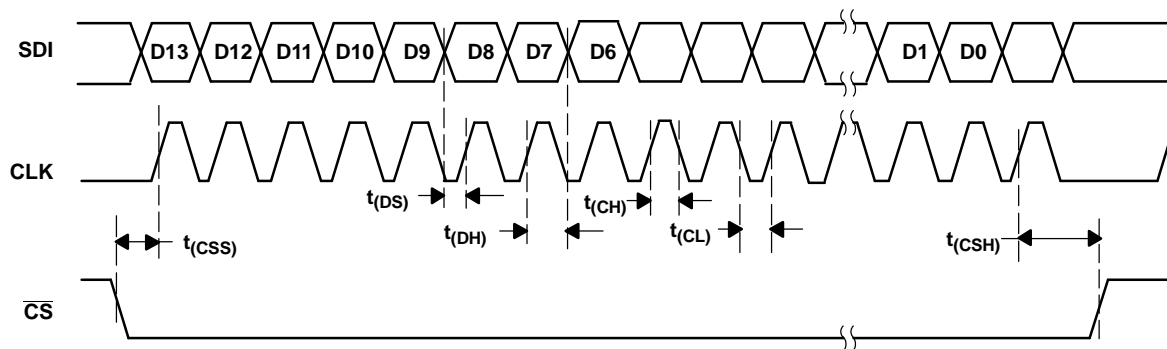 SDI D13 D12 D11 D10 D9 D8 D7 D6 D1 D0
CLK
t(DS) t(CH)
t(DH) t(CL)
t(CSS) t(CSH)
CS